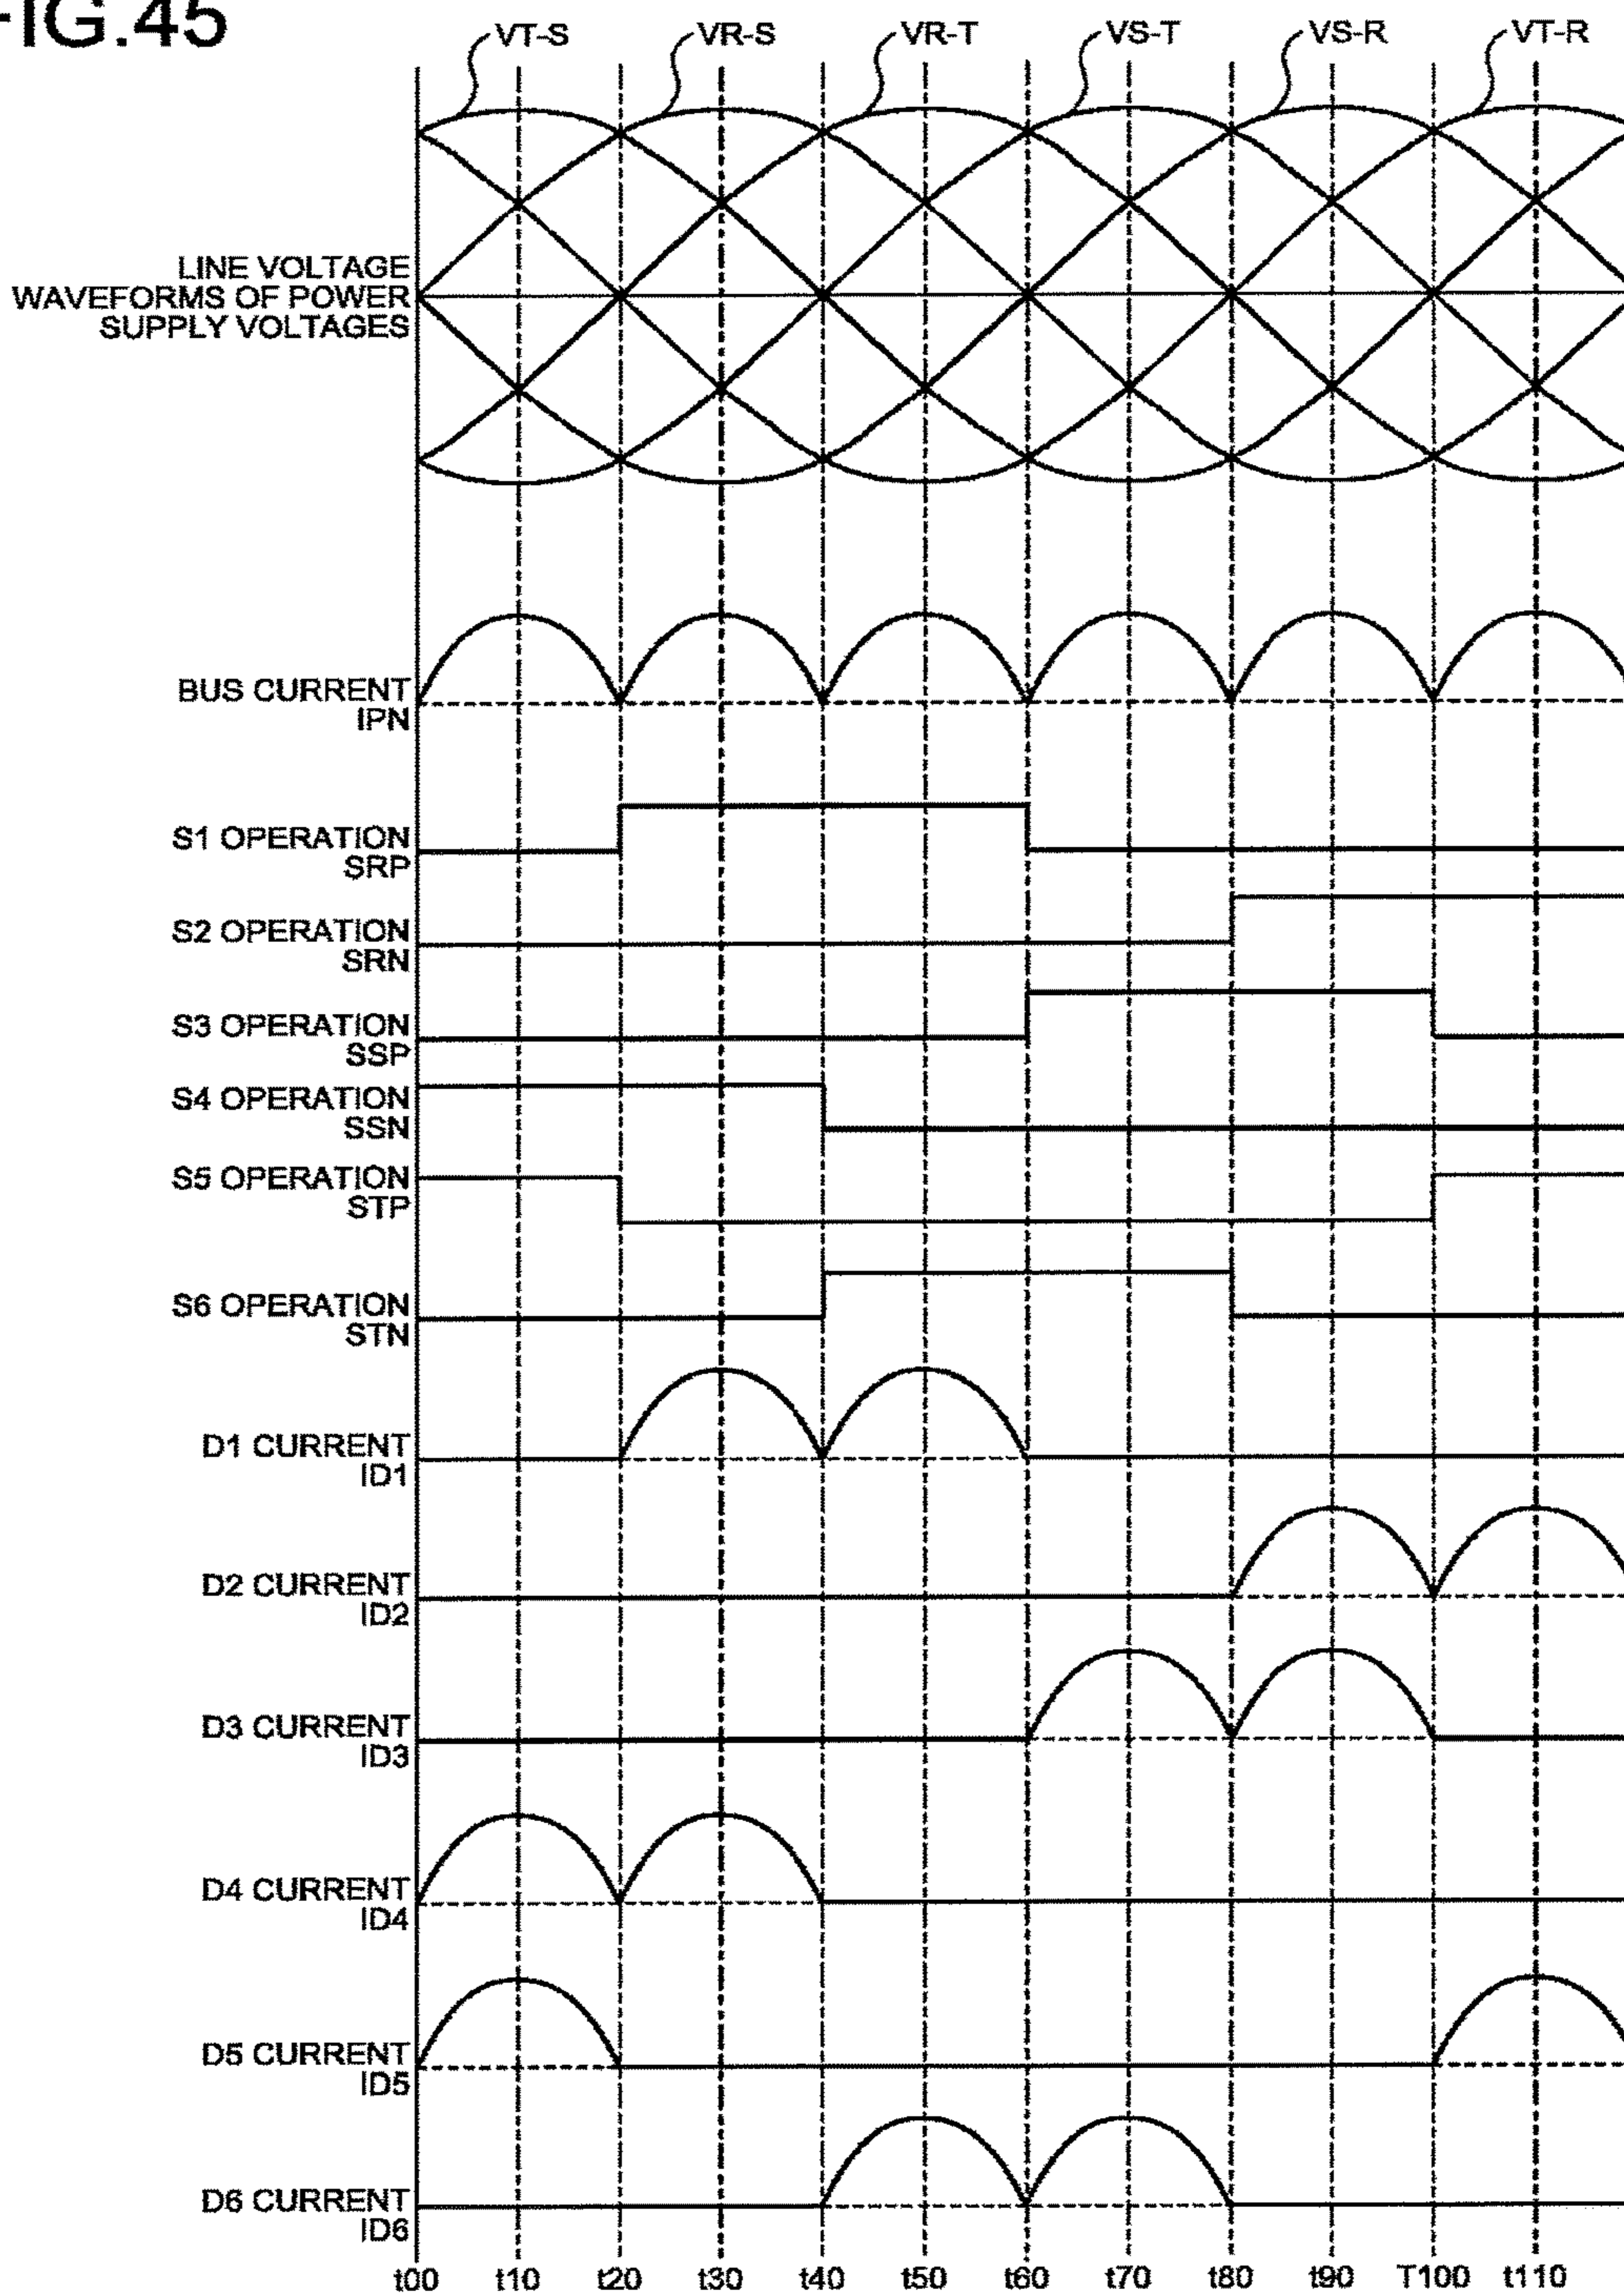 FIG.45
VT-S VR-S VR-T VS-T VS-R VT-R
LINE VOLTAGE
WAVEFORMS OF POWER
SUPPLY VOLTAGES
BUS CURRENT
IPN
S1 OPERATION
SRP
S2 OPERATION
SRN
S3 OPERATION
SSP
S4 OPERATION
SSN
S5 OPERATION
STP
S6 OPERATION
STN
D1 CURRENT
ID1
D2 CURRENT
ID2
D3 CURRENT
ID3
D4 CURRENT
ID4
D5 CURRENT
ID5
D6 CURRENT
ID6
t00 t10 t20 t30 t40 t50 t60 t70 t80 t90 T100 t110